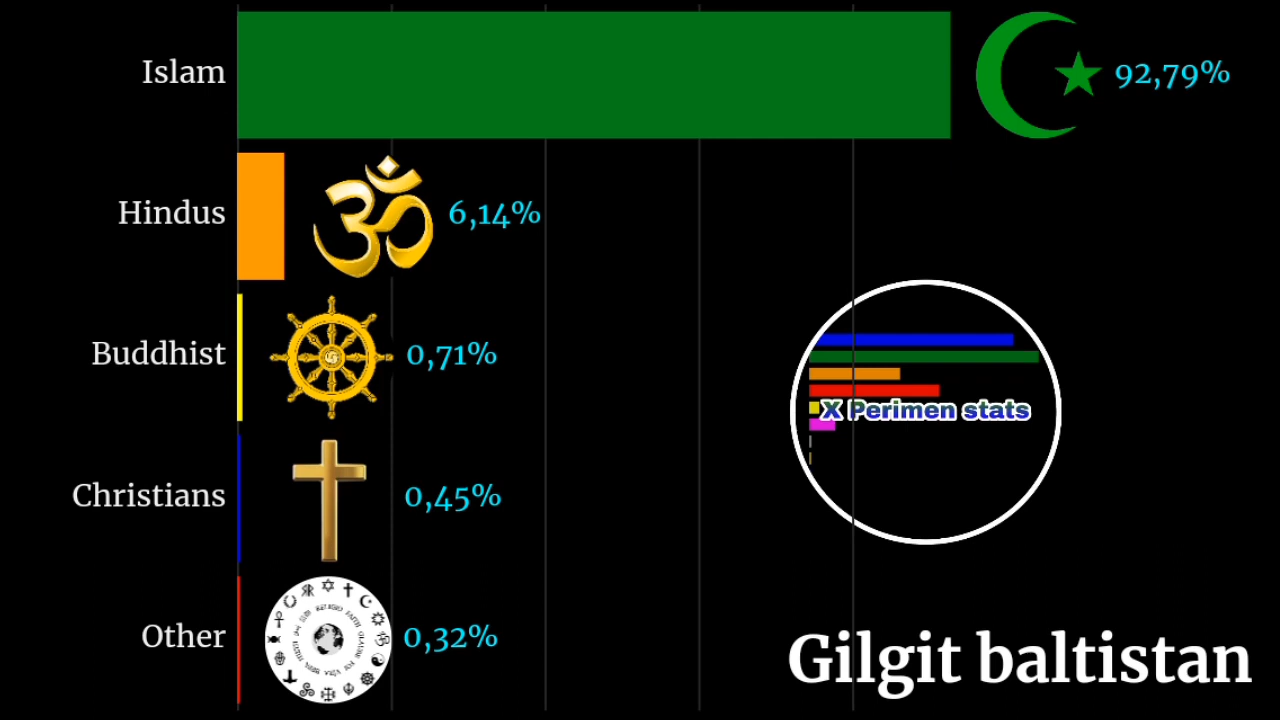 Islam 92,79%
Hindus 6,14%
Buddhist 0,71%
X Perimen stats
Christians 0,45%
Other 0,32%
Gilgit baltistan